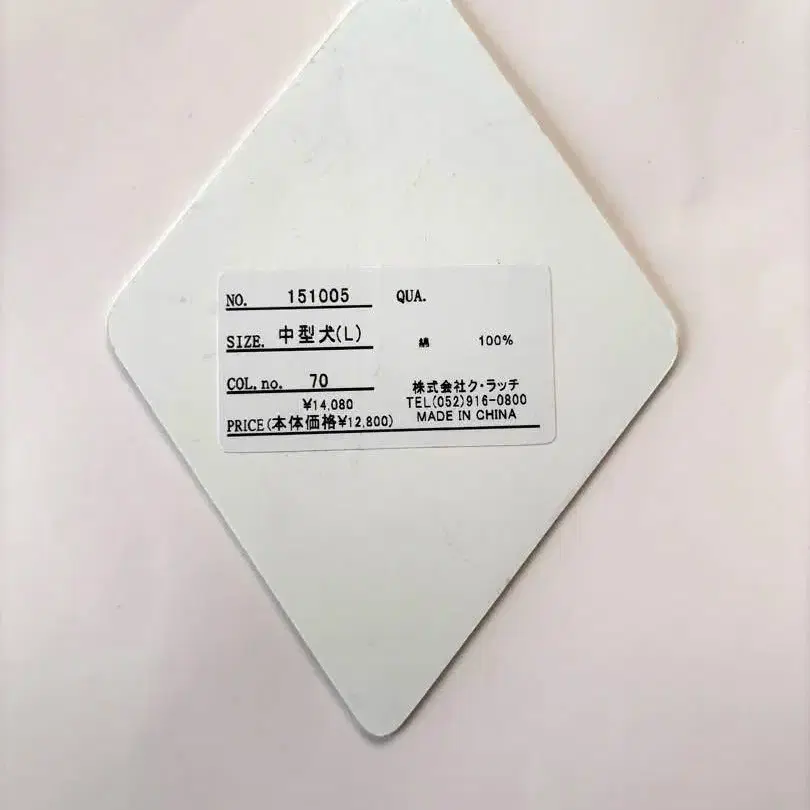 NO. 151005
QUA.
SIZE. 中型犬(L)
綿 100%
COL. no. 70
¥14,080
PRICE(本体価格¥12,800)
株式会社ク・ラッチ
TEL(052)916-0800
MADE IN CHINA